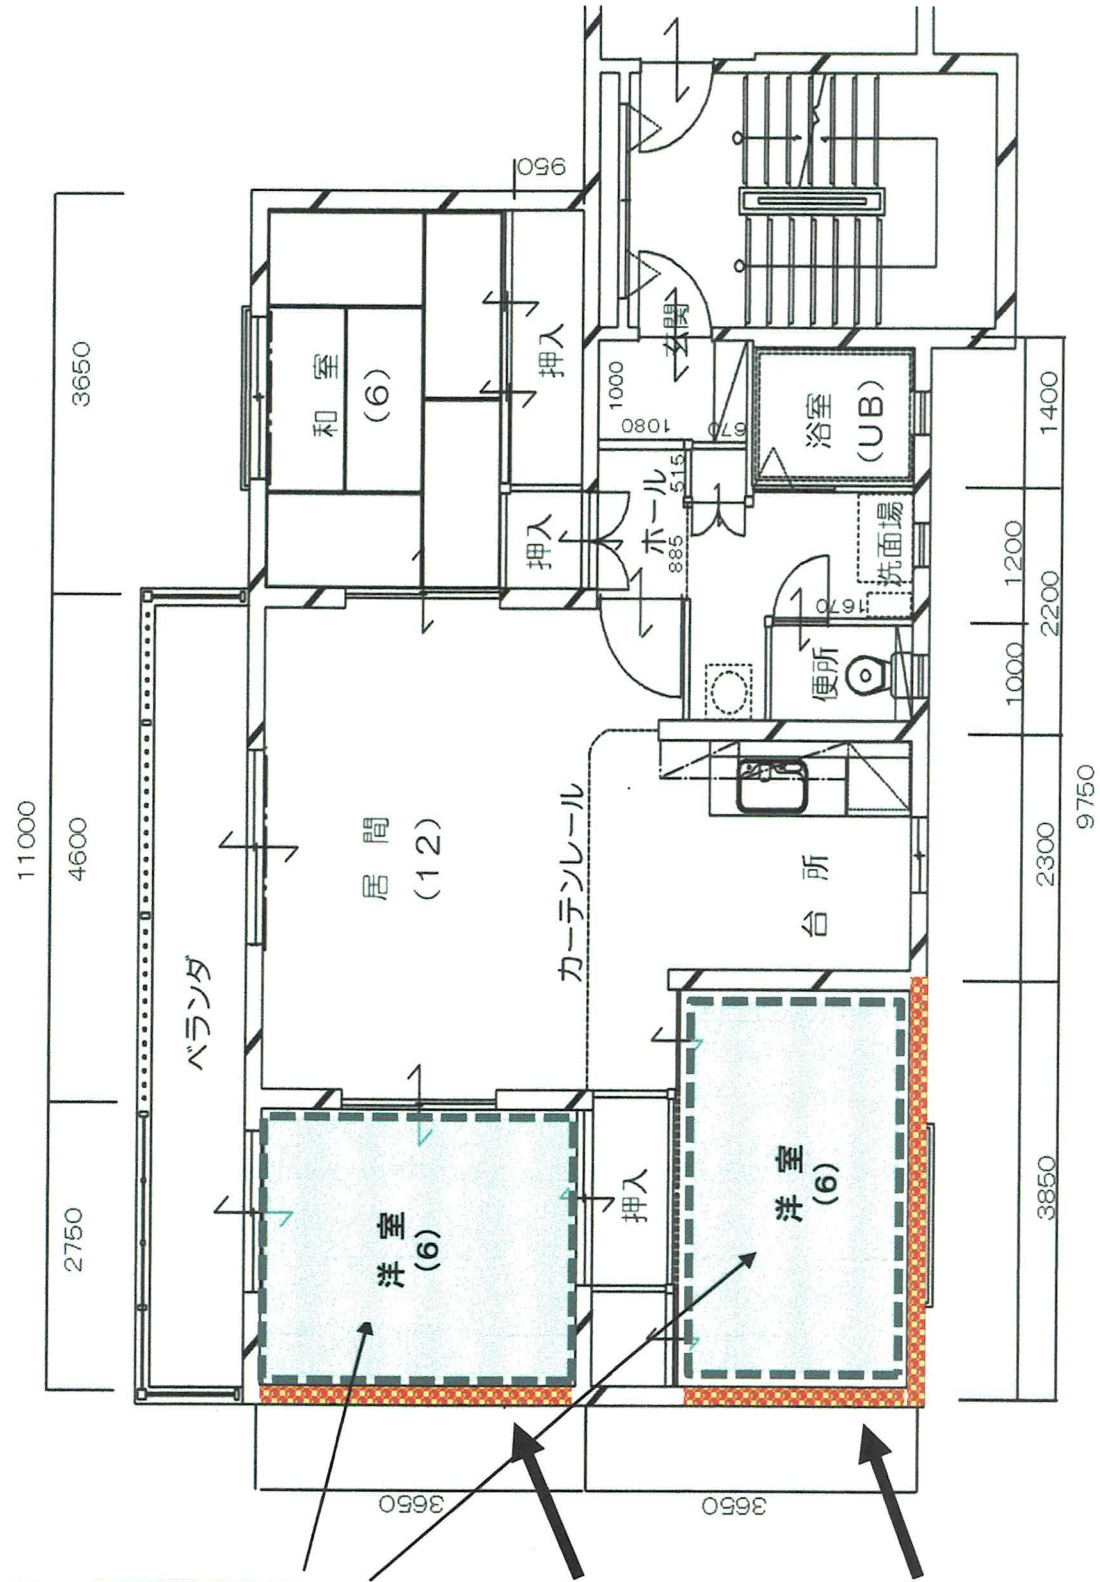 11000
3650
4600
2750
950
和室
(6)
押入
押入
玄関
1000
1080
670
515
ホール
885
浴室
(UB)
洗面場
1670
便所
居間
(12)
カーテンレール
台所
ベランダ
洋室
(6)
押入
洋室
(6)
1400
1200
2200
1000
2300
9750
3850
3650
3650